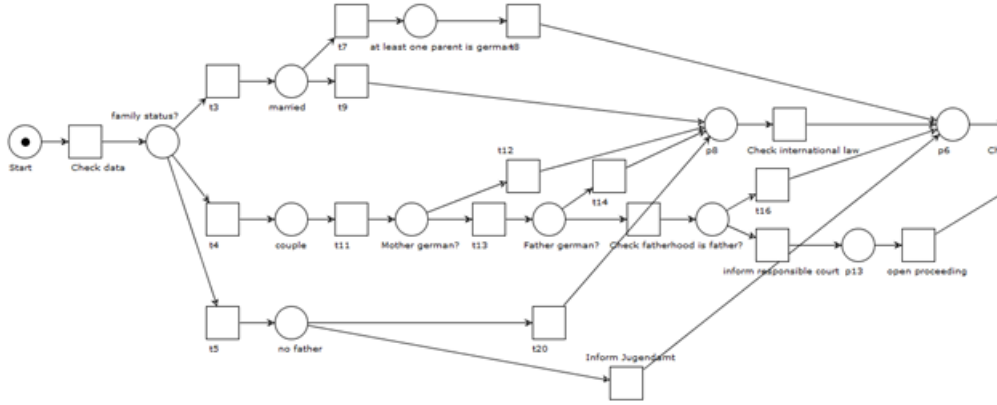 t7
at least one parent is german
t8
t3
married
t9
family status?
Start
Check data
p8
Check international law
p6
Ch
t12
t14
t16
t4
couple
t11
Mother german?
t13
Father german?
Check fatherhood
is father?
inform responsible court
p13
open proceeding
t5
no father
t20
Inform Jugendamt